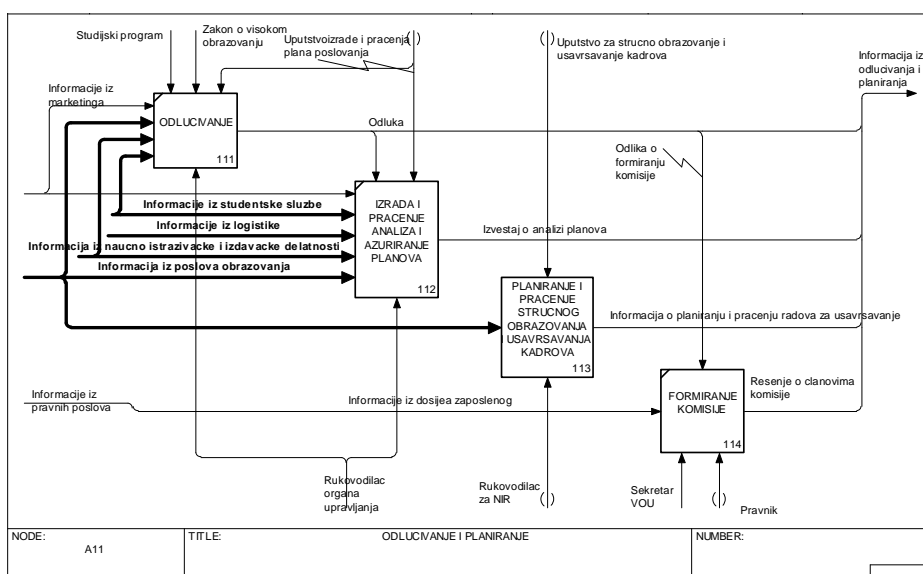 Studijski program
Zakon o visokom
obrazovanju
Uputstvoizrade i pracenja
plana poslovanja
()
()
Uputstvo za strucno obrazovanje i
usavrsavanje kadrova
Informacija iz
odlucivanja i
planiranja
Informacije iz
marketinga
ODLUCIVANJE
111
Odluka
Odlika o
formiranju
komisije
Informacije iz studentske sluzbe
Informacije iz logistike
Informacija iz naucno istrazivacke i izdavacke delatnosti
Informacija iz poslova obrazovanja
IZRADA I
PRACENJE
ANALIZA I
AZURIRANJE
PLANOVA
112
Izvestaj o analizi planova
PLANIRANJE I
PRACENJE
STRUCNOG
OBRAZOVANJA
I USAVRSAVANJA
KADROVA
113
Informacija o planiranju i pracenju radova za usavrsavanje
Informacije iz
pravnih poslova
Informacije iz dosijea zaposlenog
FORMIRANJE
KOMISIJE
114
Resenje o clanovima
komisije
Rukovodilac
organa
upravljanja
Rukovodilac
za NIR
()
Sekretar
VOU
()
Pravnik
NODE:
A11
TITLE:
ODLUCIVANJE I PLANIRANJE
NUMBER: